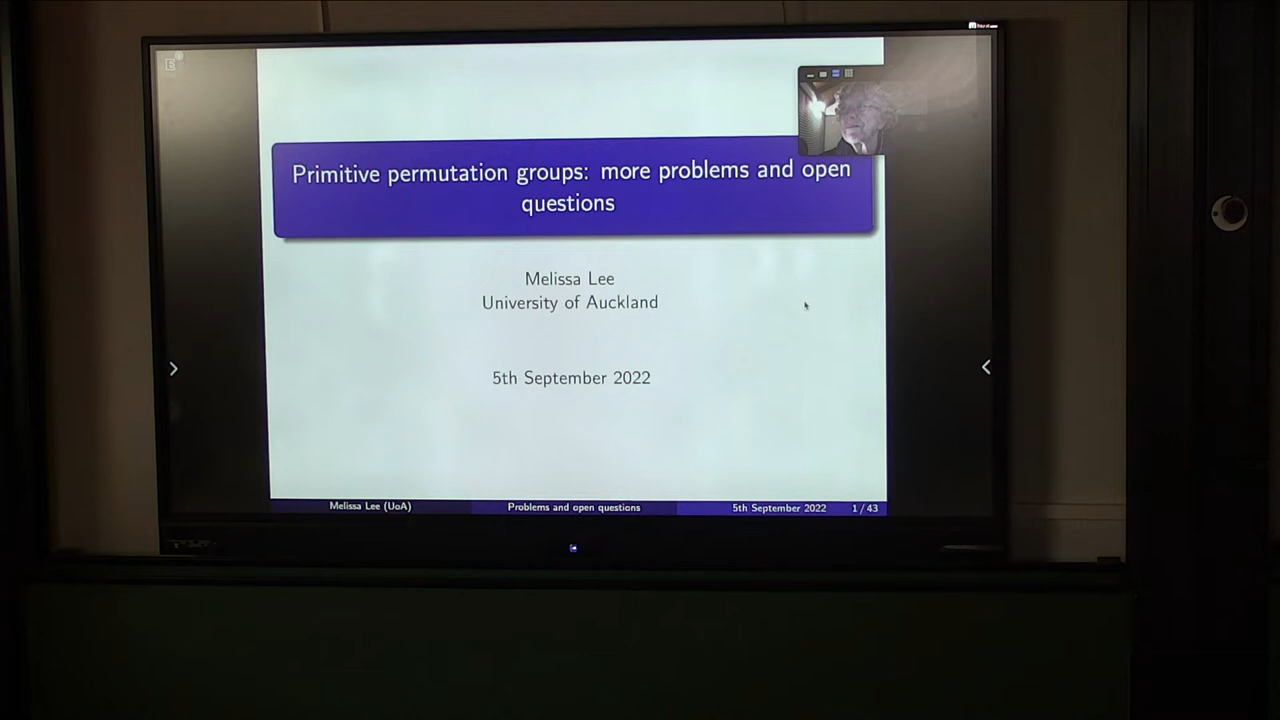 Primitive permutation groups: more problems and open
questions
Melissa Lee
University of Auckland
5th September 2022
Melissa Lee (UoA)
Problems and open questions
5th September 2022
1 / 43